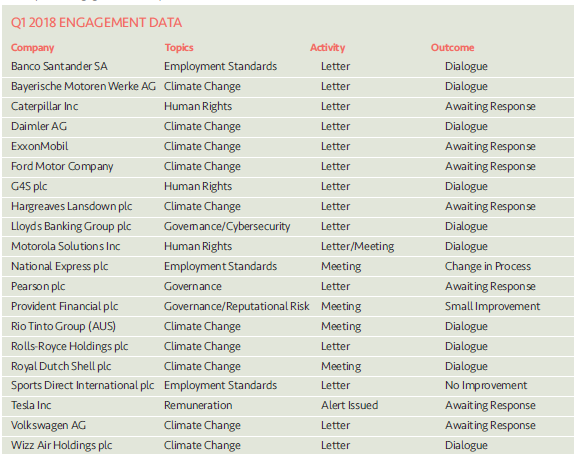 Q1 2018 ENGAGEMENT DATA
Company Topics Activity Outcome
Banco Santander SA Employment Standards Letter Dialogue
Bayerische Motoren Werke AG Climate Change Letter Dialogue
Caterpillar Inc Human Rights Letter Awaiting Response
Daimler AG Climate Change Letter Dialogue
ExxonMobil Climate Change Letter Awaiting Response
Ford Motor Company Climate Change Letter Awaiting Response
G4S plc Human Rights Letter Dialogue
Hargreaves Lansdown plc Climate Change Letter Awaiting Response
Lloyds Banking Group plc Governance/Cybersecurity Letter Dialogue
Motorola Solutions Inc Human Rights Letter/Meeting Dialogue
National Express plc Employment Standards Meeting Change in Process
Pearson plc Governance Letter Awaiting Response
Provident Financial plc Governance/Reputational Risk Meeting Small Improvement
Rio Tinto Group (AUS) Climate Change Meeting Dialogue
Rolls-Royce Holdings plc Climate Change Letter Dialogue
Royal Dutch Shell plc Climate Change Meeting Dialogue
Sports Direct International plc Employment Standards Letter No Improvement
Tesla Inc Remuneration Alert Issued Awaiting Response
Volkswagen AG Climate Change Letter Awaiting Response
Wizz Air Holdings plc Climate Change Letter Dialogue